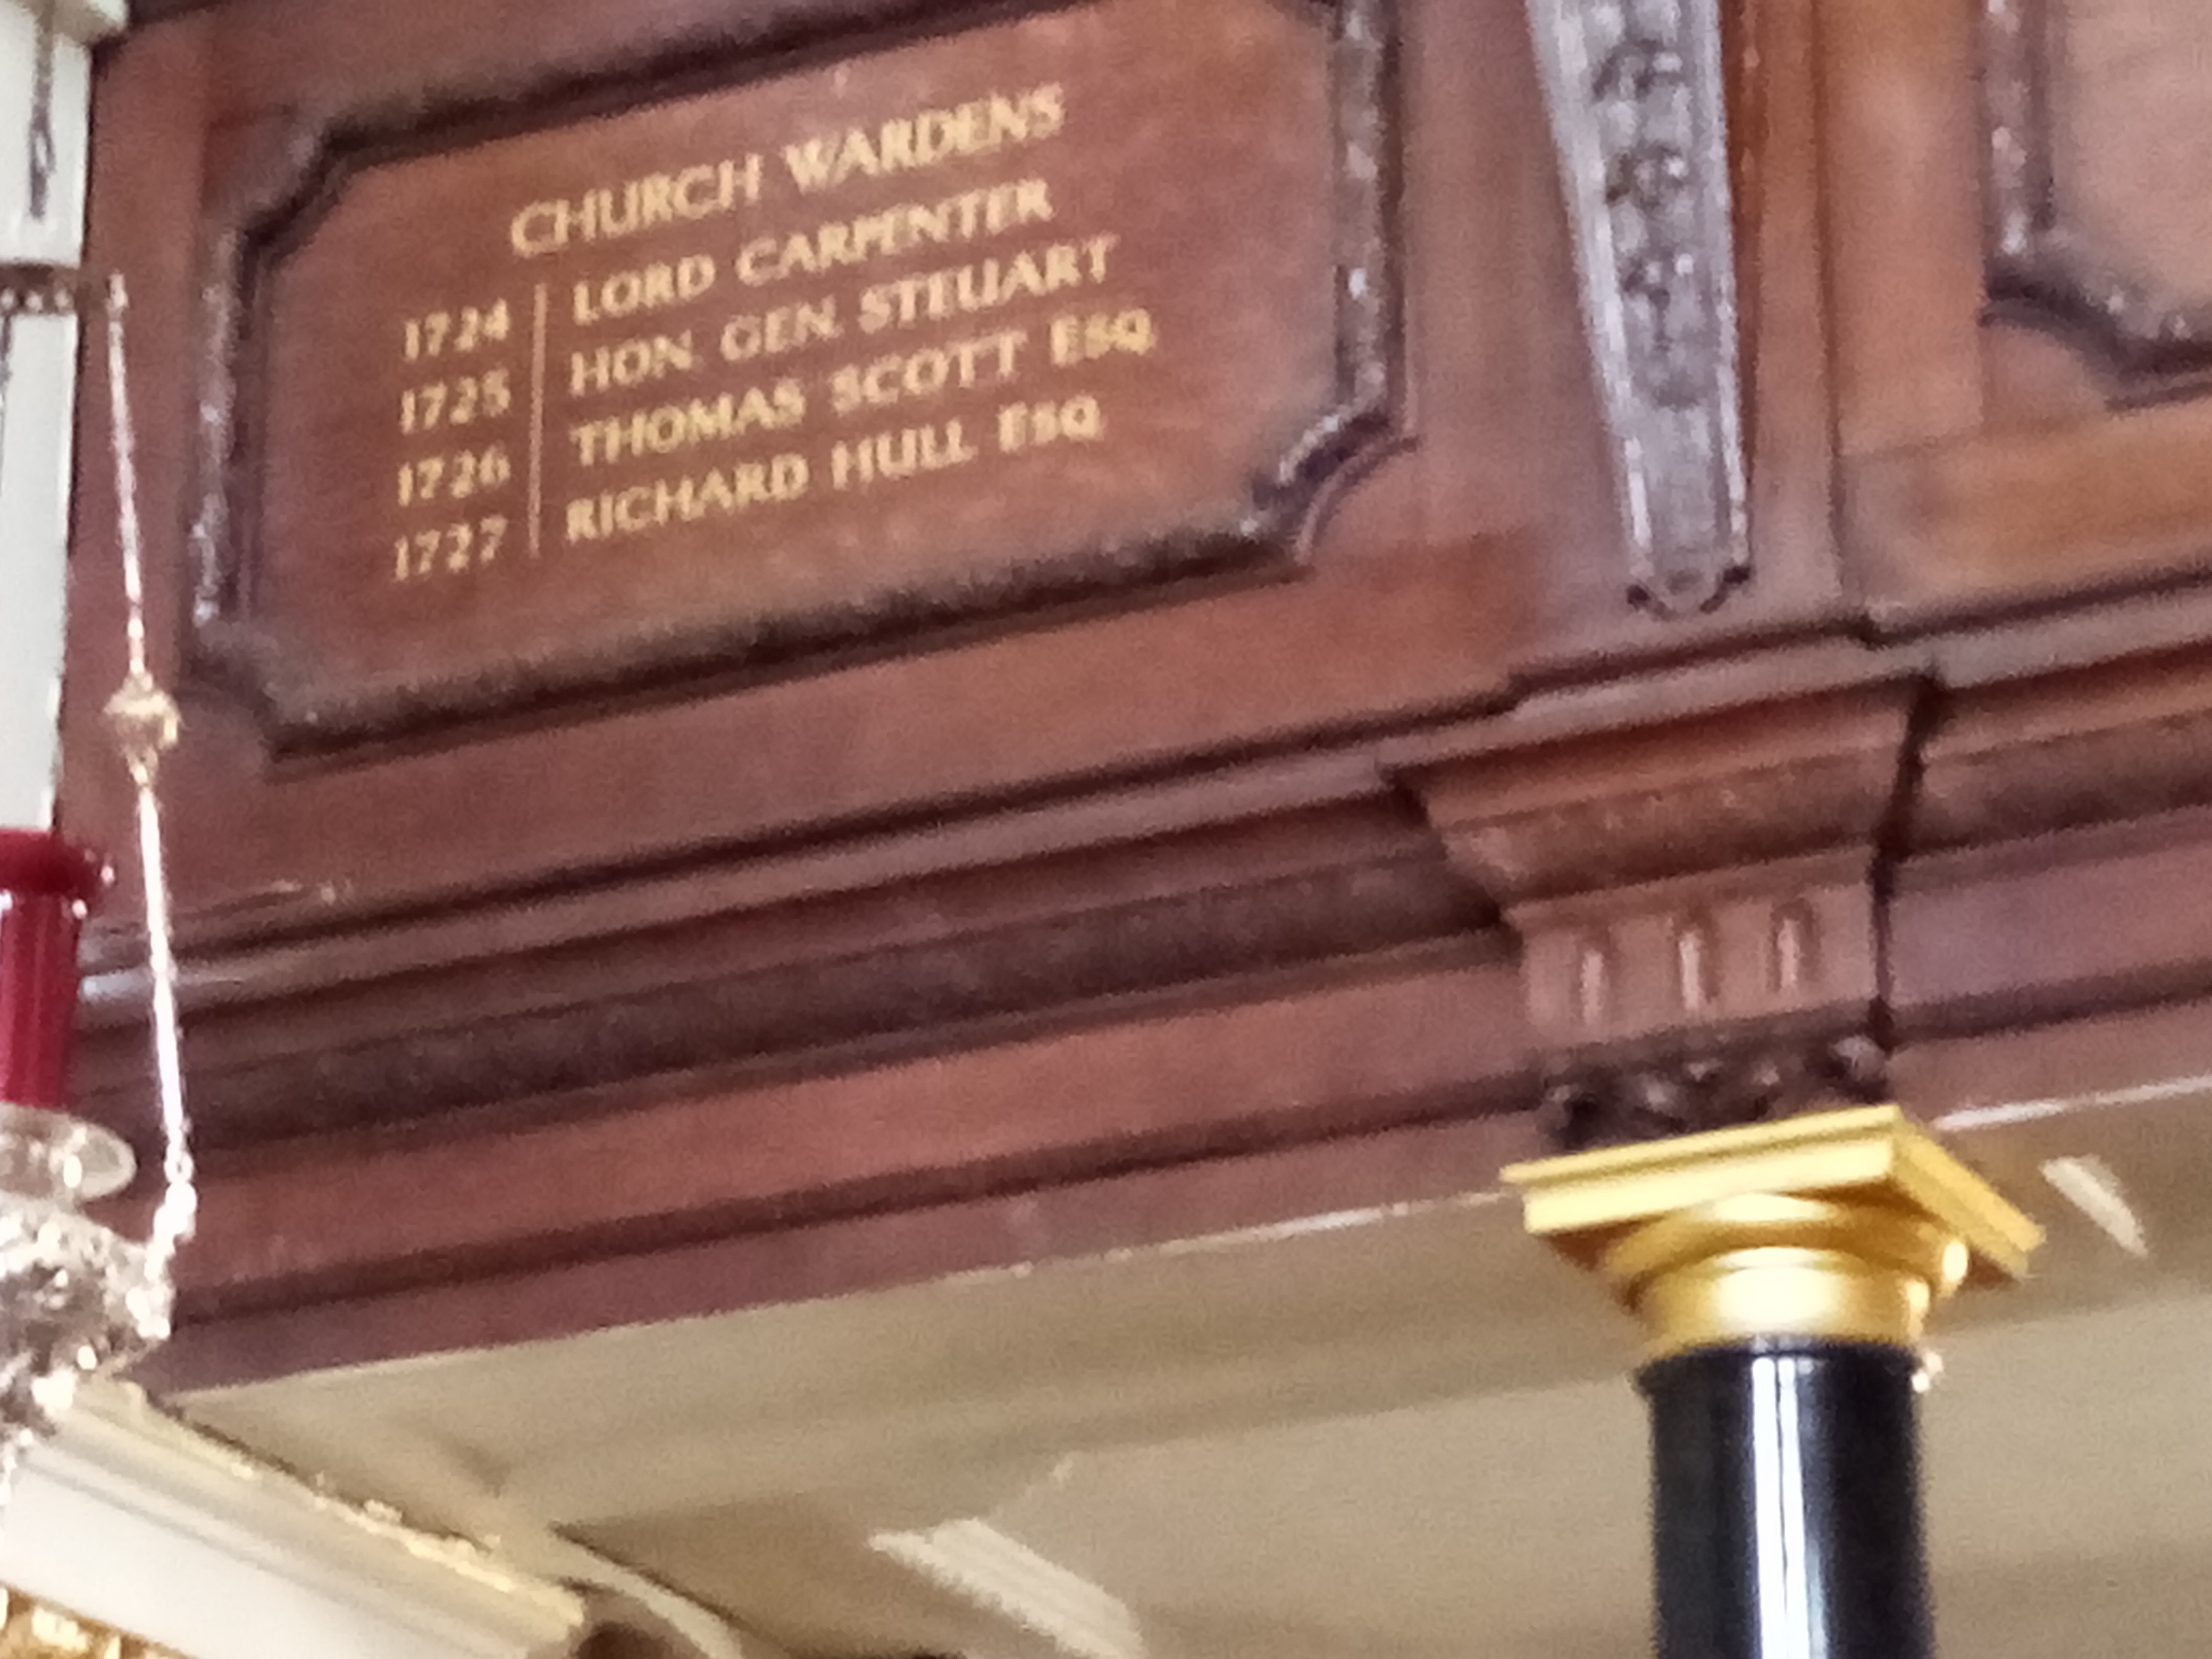 CHURCH WARDENS
1724 LORD CARPENTER
1725 HON GEN STEUART
1726 THOMAS SCOTT ESQ
1727 RICHARD HULL ESQ